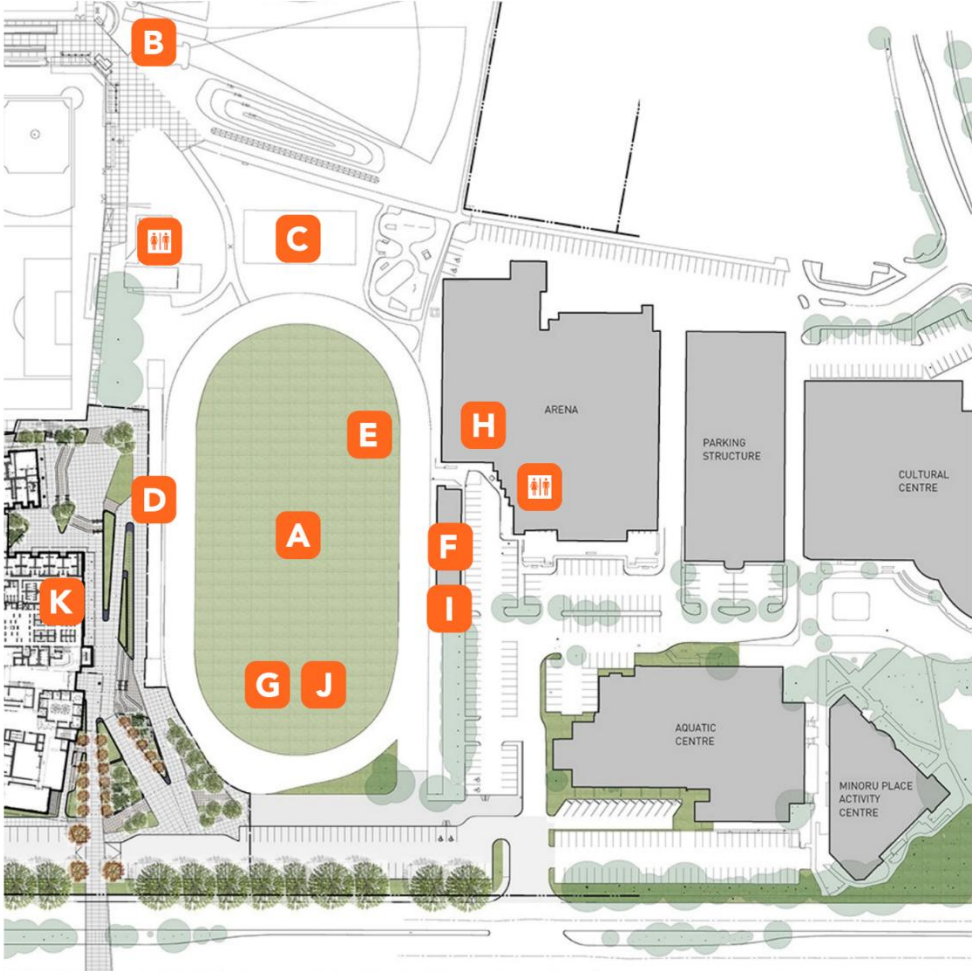 B
C
E
H
ARENA
PARKING
STRUCTURE
CULTURAL
CENTRE
D
A
F
K
I
G
J
AQUATIC
CENTRE
MINORU PLACE
ACTIVITY
CENTRE